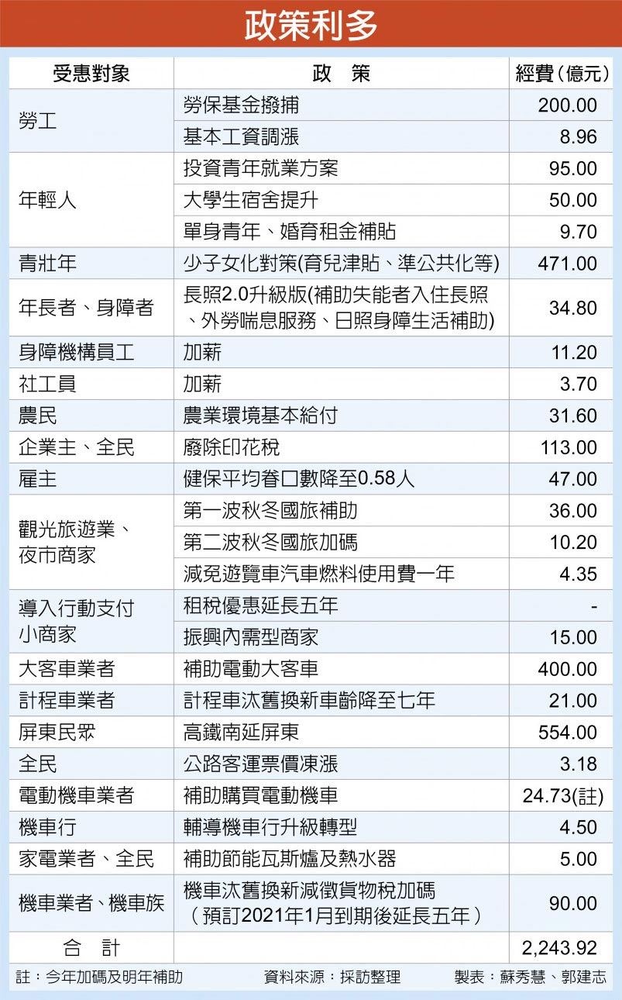 政策利多
受惠對象 政 策 經費（億元）
勞工 勞保基金撥捕 200.00
基本工資調漲 8.96
年輕人 投資青年就業方案 95.00
大學生宿舍提升 50.00
單身青年、婚育租金補貼 9.70
青壯年 少子女化對策(育兒津貼、準公共化等) 471.00
年長者、身障者 長照2.0升級版(補助失能者入住長照
、外勞喘息服務、日照身障生活補助) 34.80
身障機構員工 加薪 11.20
社工員 加薪 3.70
農民 農業環境基本給付 31.60
企業主、全民 廢除印花稅 113.00
雇主 健保平均眷口數降至0.58人 47.00
觀光旅遊業、
夜市商家 第一波秋冬國旅補助 36.00
第二波秋冬國旅加碼 10.20
減免遊覽車汽車燃料使用費一年 4.35
導入行動支付
小商家 租稅優惠延長五年 -
振興內需型商家 15.00
大客車業者 補助電動大客車 400.00
計程車業者 計程車汰舊換新車齡降至七年 21.00
屏東民眾 高鐵南延屏東 554.00
全民 公路客運票價凍漲 3.18
電動機車業者 補助購買電動機車 24.73(註)
機車行 輔導機車行升級轉型 4.50
家電業者、全民 補助節能瓦斯爐及熱水器 5.00
機車業者、機車族 機車汰舊換新減徵貨物稅加碼
（預訂2021年1月到期後延長五年） 90.00
合 計 2,243.92
註：今年加碼及明年補助 資料來源：採訪整理 製表：蘇秀慧、郭建志